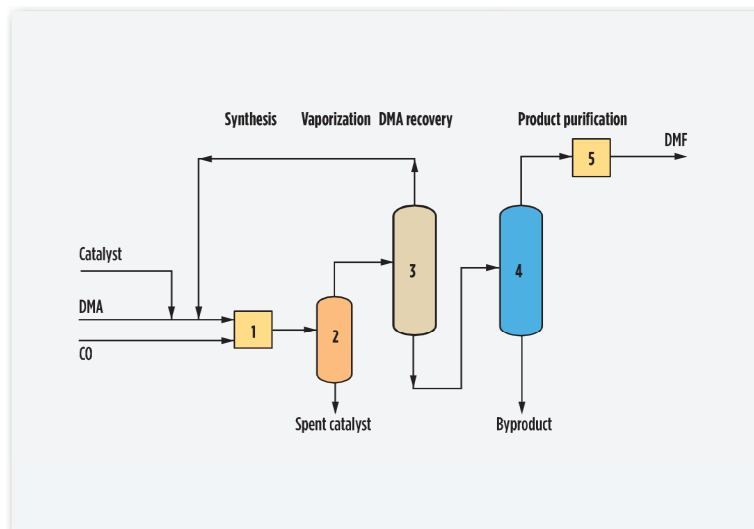 Synthesis
Vaporization
DMA recovery
Product purification
DMF
5
3
4
Catalyst
DMA
1
2
CO
Spent catalyst
Byproduct